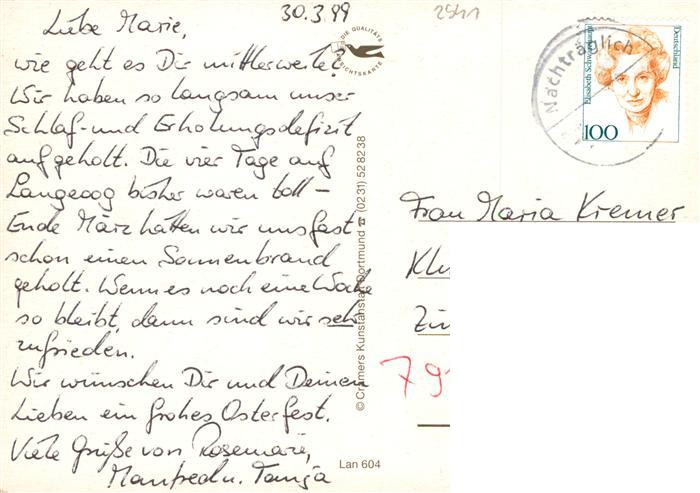 30.3.99
2941
Liebe Marie,
wie geht es Dir mittlerweile?
Wir haben so langsam unser
Schlaf- und Erholungsdefizit
aufgeholt. Die vier Tage auf
Langeoog bisher waren toll –
Ende März hätten wir uns fast
schon einen Sonnenbrand
geholt. Wenn es noch eine Woche
so bleibt, dann sind wir sehr
zufrieden.
Wir wünschen Dir und Deinen
Lieben ein frohes Osterfest.
Viele Grüße von Rosemarie,
Manfred u. Tanja
DIE QUALITÄTS
ANSICHTSKARTE
© Cramers Kunstanstalt Dortmund ☎ (0231) 528238
Lan 604
Nachträglich
Elisabeth Schwarzhaupt
Deutschland
100
Frau Maria Kremer
79